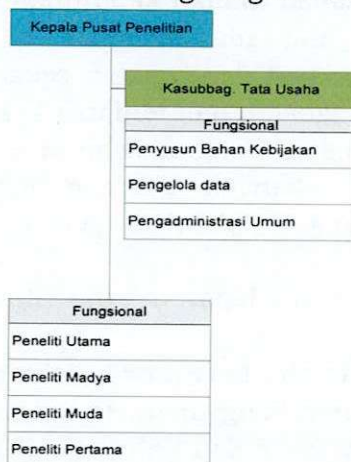 Kepala Pusat Penelitian
Kasubbag. Tata Usaha
Fungsional
Penyusun Bahan Kebijakan
Pengelola data
Pengadministrasi Umum
Fungsional
Peneliti Utama
Peneliti Madya
Peneliti Muda
Peneliti Pertama